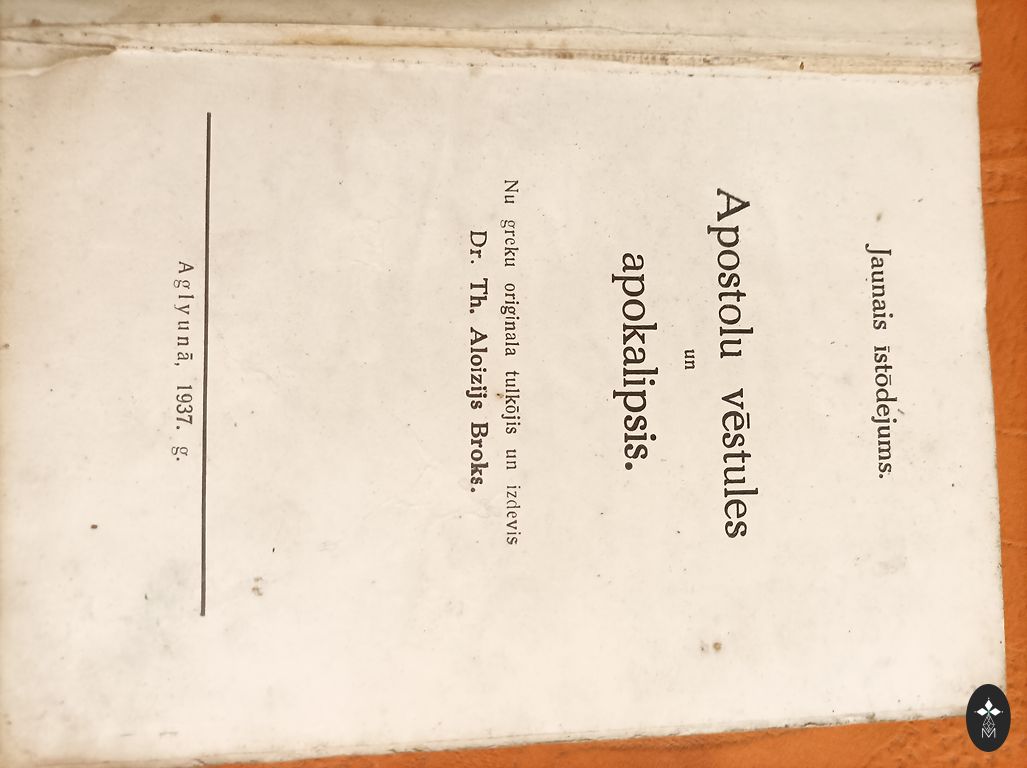 Jaunais īstōdejums.
Apostolu vēstules
un
apokalipsis.
Nu greku originala tulkōjis un izdevis
Dr. Th. Aloizijs Broks.
Aglyunā, 1937. g.
M